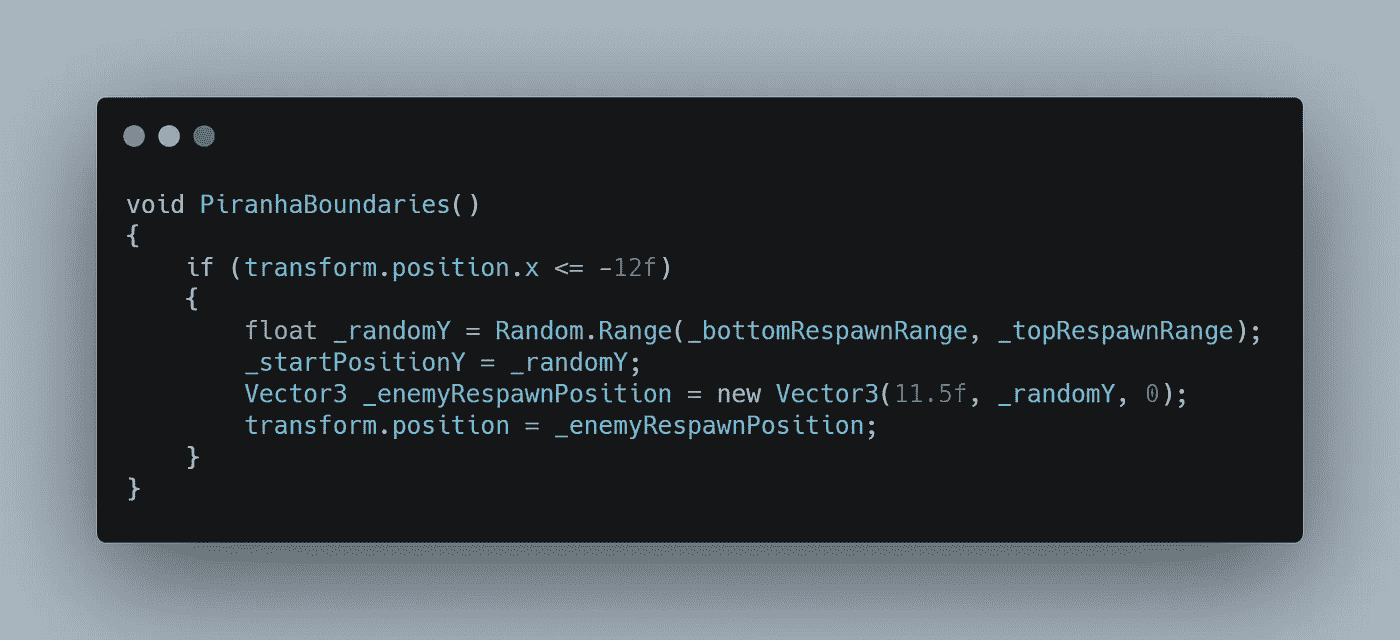 void PiranhaBoundaries()
{
    if (transform.position.x <= -12f)
    {
        float _randomY = Random.Range(_bottomRespawnRange, _topRespawnRange);
        _startPositionY = _randomY;
        Vector3 _enemyRespawnPosition = new Vector3(11.5f, _randomY, 0);
        transform.position = _enemyRespawnPosition;
    }
}